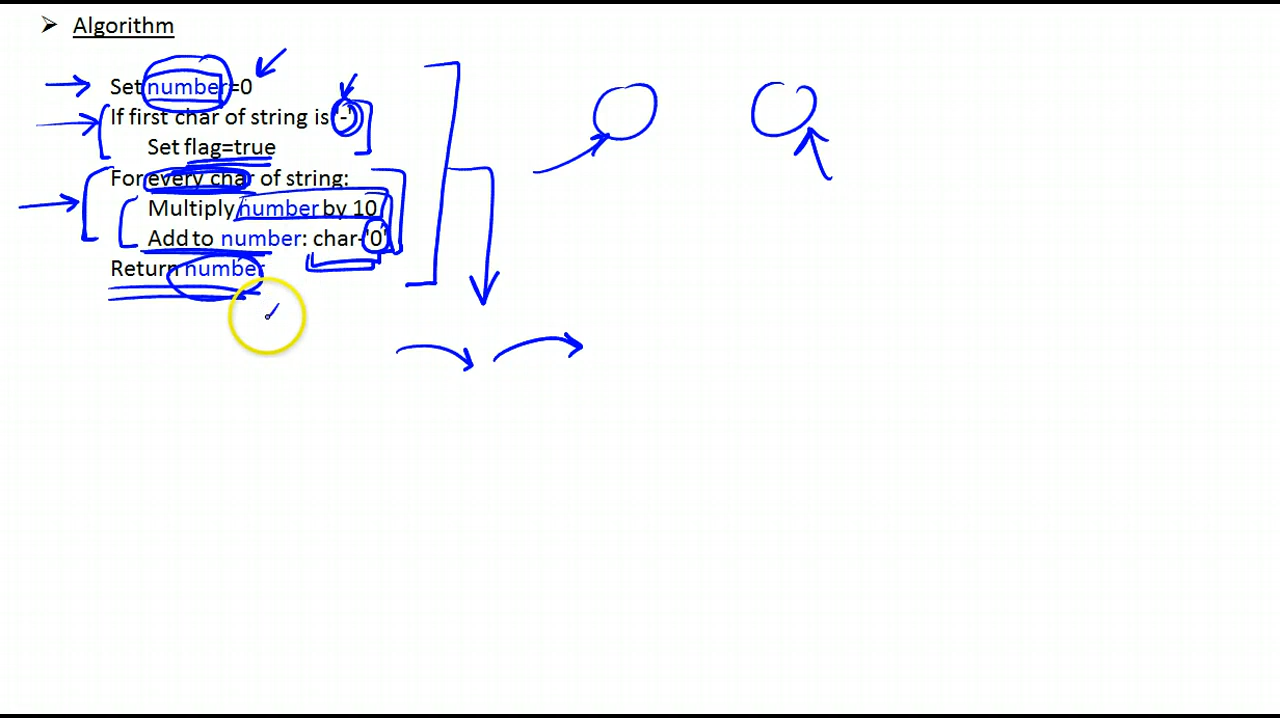 ➢ Algorithm
Set number=0
If first char of string is '-'
Set flag=true
For every char of string:
Multiply number by 10
Add to number: char-'0'
Return number